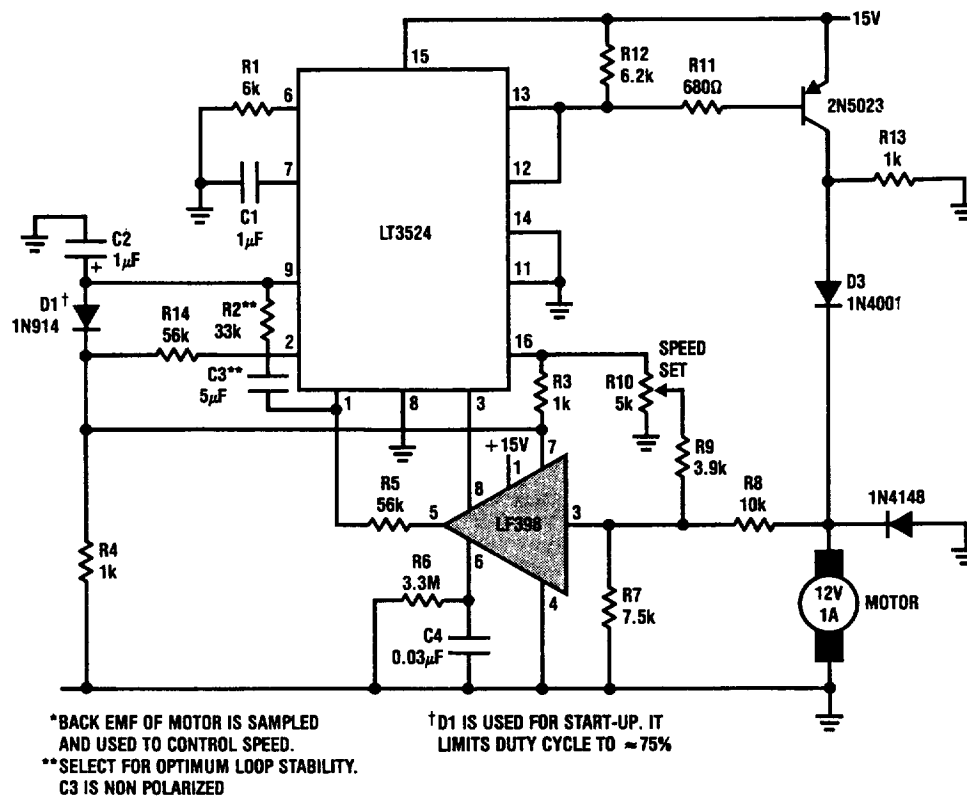 15V
15
R1
6k
6
13
R12
6.2k
R11
680Ω
2N5023
R13
1k
7
12
C1
1µF
LT3524
14
C2
1µF
+
9
11
D1†
1N914
R14
56k
R2**
33k
D3
1N4001
2
16
SPEED
SET
C3**
5µF
R3
1k
R10
5k
1
8
3
+15V
7
1
R9
3.9k
R5
56k
8
5
LF398
3
R8
10k
1N4148
R4
1k
R6
3.3M
6
4
R7
7.5k
12V
1A
MOTOR
C4
0.03µF
*BACK EMF OF MOTOR IS SAMPLED
AND USED TO CONTROL SPEED.
**SELECT FOR OPTIMUM LOOP STABILITY.
C3 IS NON POLARIZED
†D1 IS USED FOR START-UP. IT
LIMITS DUTY CYCLE TO ≈75%